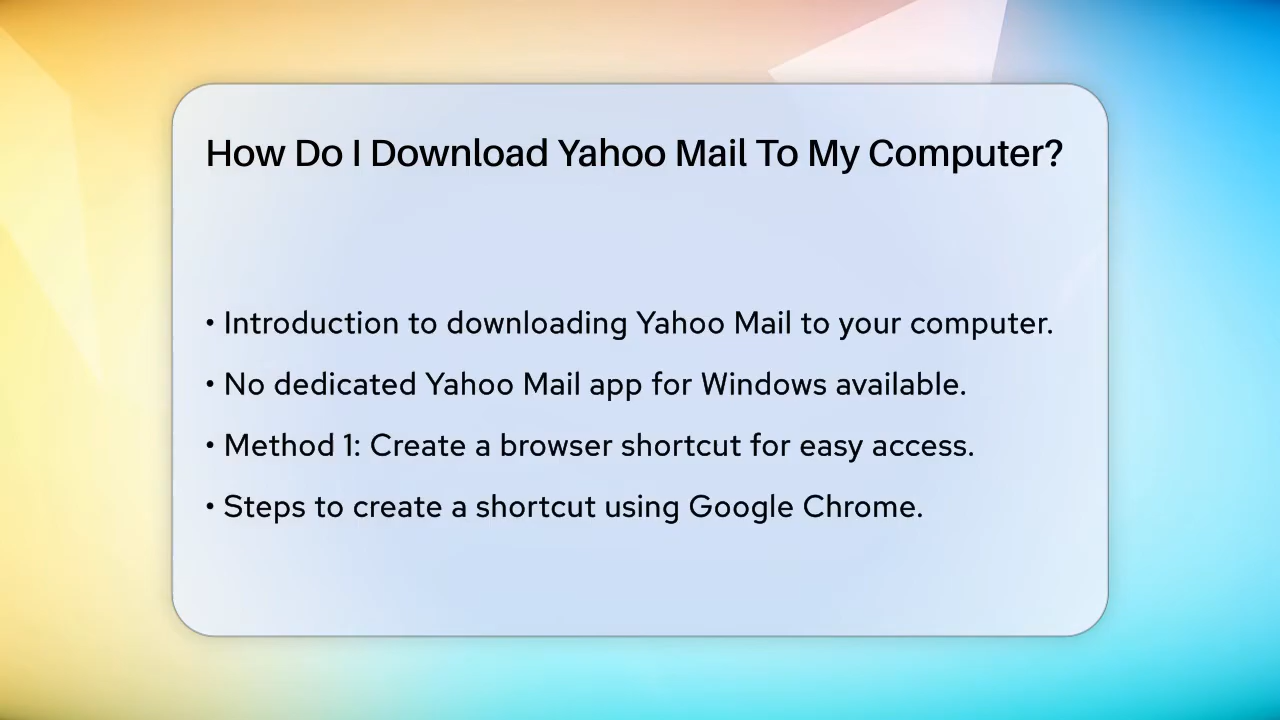 How Do I Download Yahoo Mail To My Computer?
• Introduction to downloading Yahoo Mail to your computer.
• No dedicated Yahoo Mail app for Windows available.
• Method 1: Create a browser shortcut for easy access.
• Steps to create a shortcut using Google Chrome.